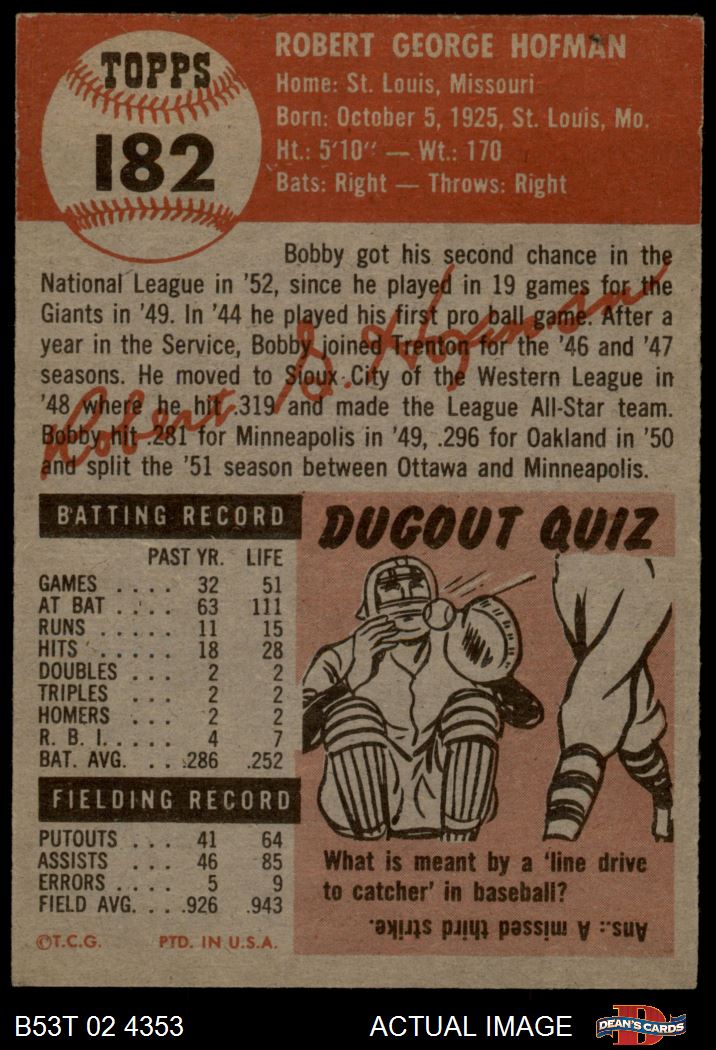 TOPPS
182
ROBERT GEORGE HOFMAN
Home: St. Louis, Missouri
Born: October 5, 1925, St. Louis, Mo.
Ht.: 5'10" — Wt.: 170
Bats: Right — Throws: Right
Bobby got his second chance in the
National League in '52, since he played in 19 games for the
Giants in '49. In '44 he played his first pro ball game. After a
year in the Service, Bobby joined Trenton for the '46 and '47
seasons. He moved to Sioux City of the Western League in
'48 where he hit .319 and made the League All-Star team.
Bobby hit .281 for Minneapolis in '49, .296 for Oakland in '50
and split the '51 season between Ottawa and Minneapolis.
Robert G. Hofman
BATTING RECORD
PAST YR. LIFE
GAMES .... 32 51
AT BAT .... 63 111
RUNS ..... 11 15
HITS ..... 18 28
DOUBLES ... 2 2
TRIPLES ... 2 2
HOMERS ... 2 2
R. B. I. .... 4 7
BAT. AVG. .. .286 .252
FIELDING RECORD
PUTOUTS ... 41 64
ASSISTS ... 46 85
ERRORS .... 5 9
FIELD AVG. .. .926 .943
©T.C.G. PTD. IN U.S.A.
DUGOUT QUIZ
What is meant by a 'line drive
to catcher' in baseball?
Ans.: A missed third strike.
B53T 02 4353
ACTUAL IMAGE
D
DEAN'S CARDS